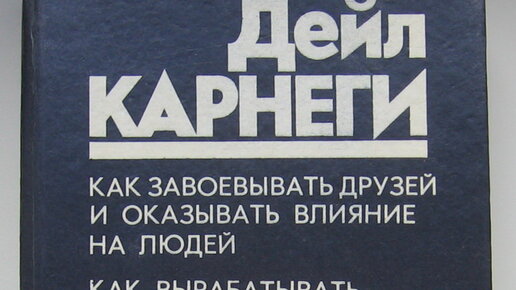 Дейл
КАРНЕГИ
КАК ЗАВОЕВЫВАТЬ ДРУЗЕЙ
И ОКАЗЫВАТЬ ВЛИЯНИЕ
НА ЛЮДЕЙ
КАК ВЫРАБАТЫВАТЬ